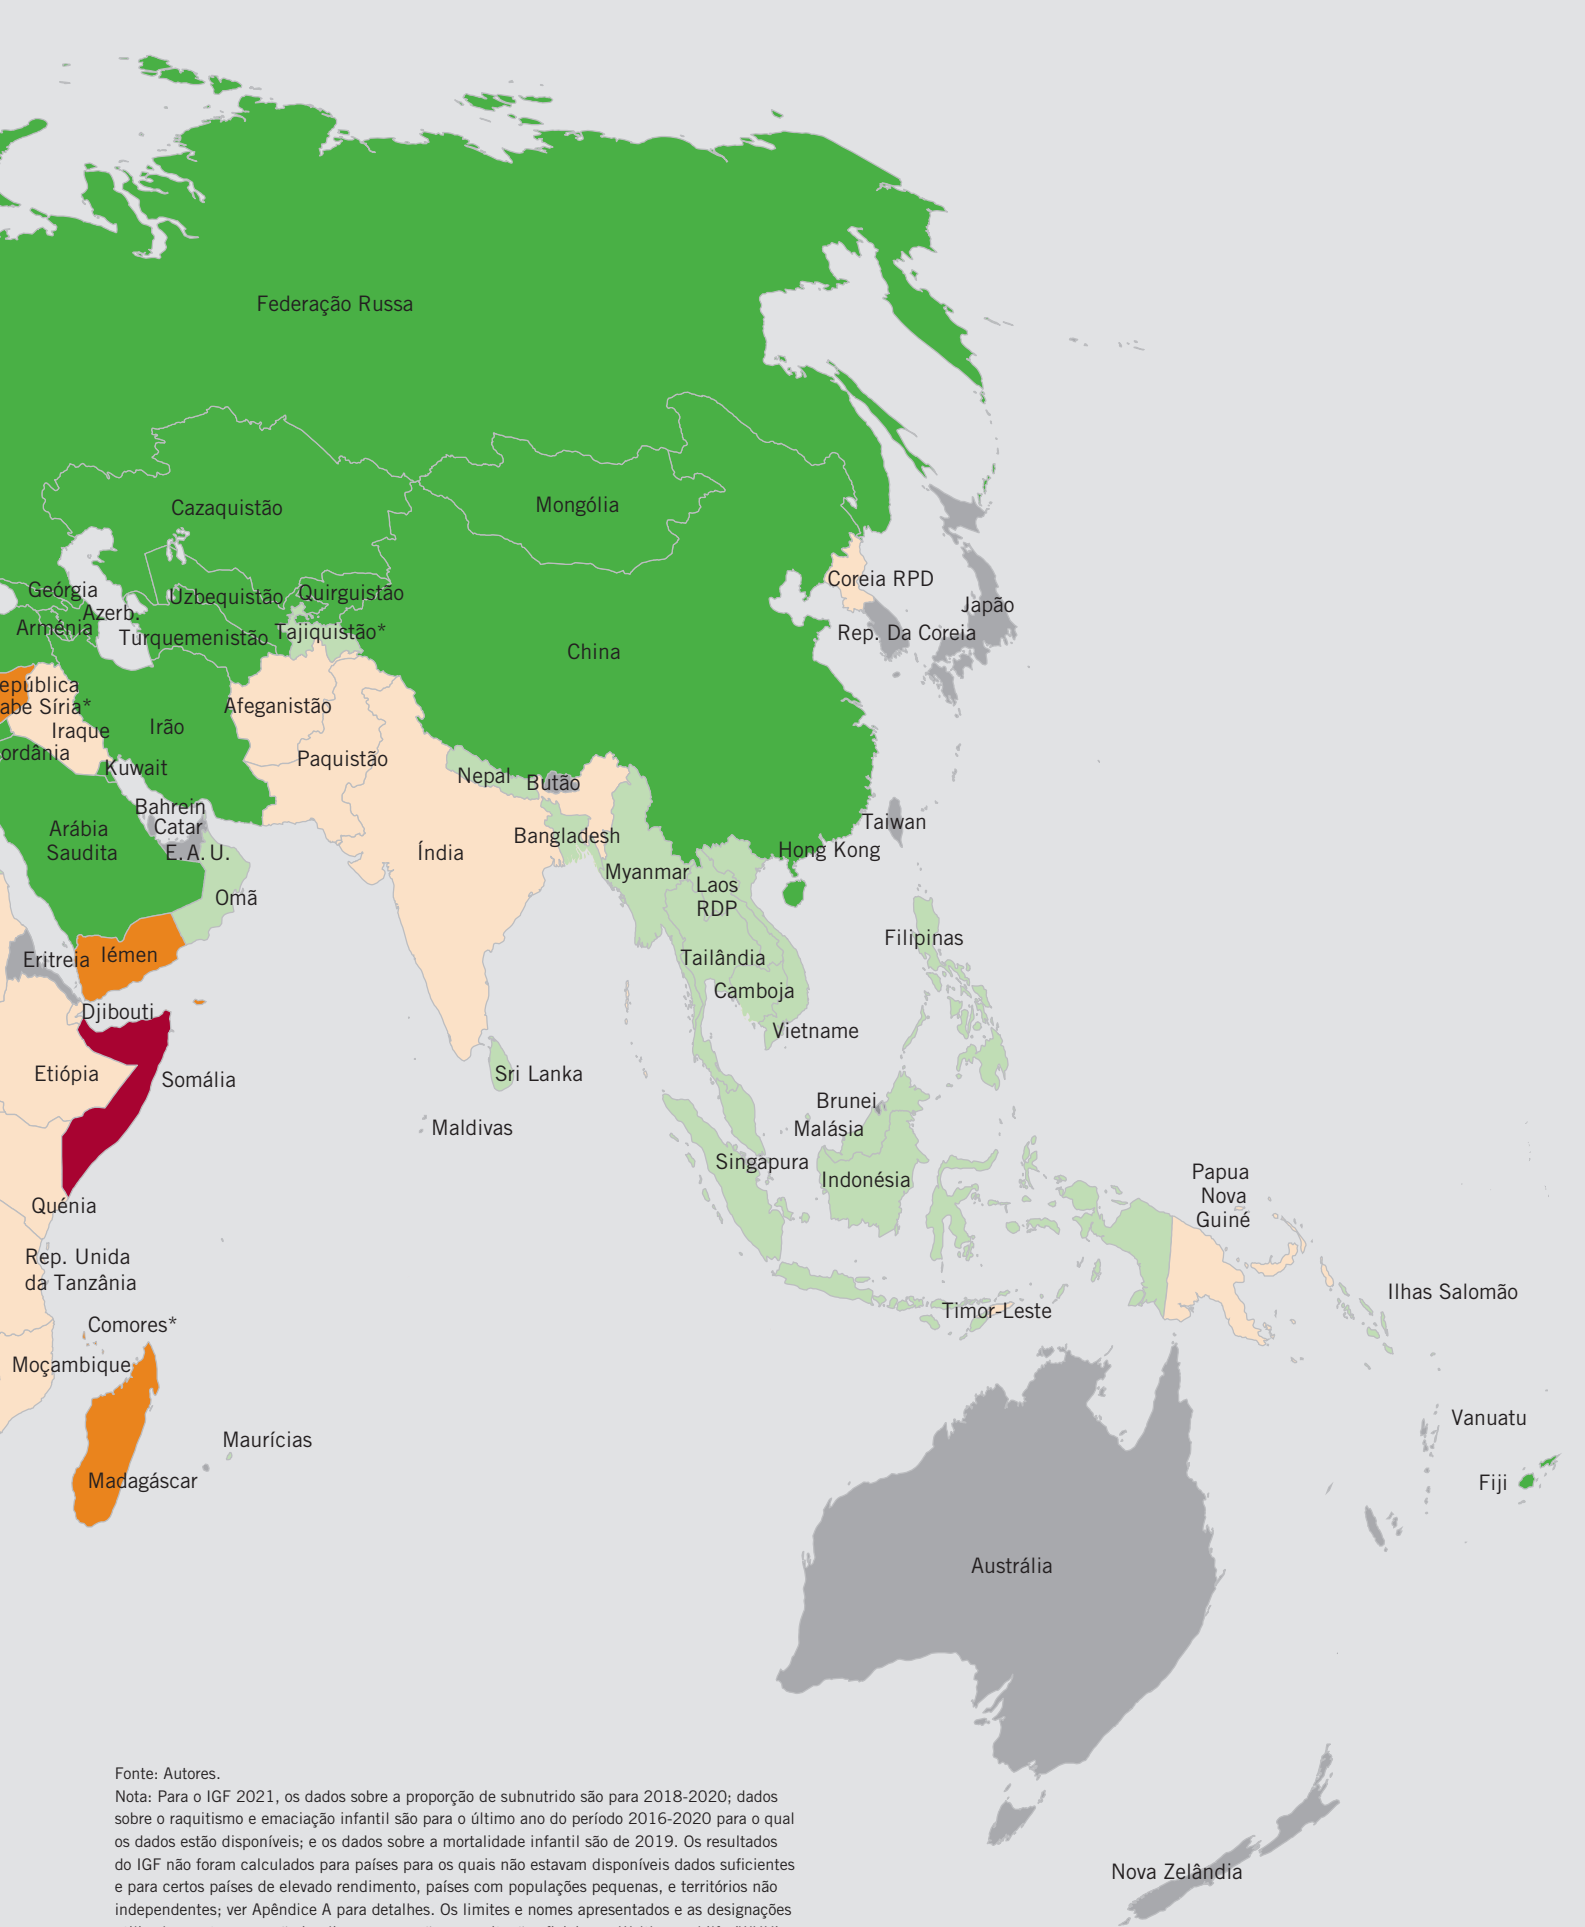 Federação Russa
Cazaquistão
Mongólia
Geórgia
Azerb.
Arménia
Uzbequistão
Quirguistão
Turquemenistão
Tajiquistão*
China
Coreia RPD
Japão
Rep. Da Coreia
epública
abe Síria*
Iraque
ordânia
Kuwait
Irão
Afeganistão
Paquistão
Nepal
Butão
Bahrein
Catar
E.A.U.
Arábia
Saudita
Omã
Índia
Bangladesh
Myanmar
Laos
RDP
Hong Kong
Taiwan
Filipinas
Tailândia
Camboja
Vietname
Eritreia
Iémen
Djibouti
Etiópia
Somália
Sri Lanka
Maldivas
Brunei
Malásia
Singapura
Indonésia
Papua
Nova
Guiné
Quénia
Rep. Unida
da Tanzânia
Ilhas Salomão
Timor-Leste
Comores*
Moçambique
Maurícias
Madagáscar
Vanuatu
Fiji
Austrália
Nova Zelândia
Fonte: Autores.
Nota: Para o IGF 2021, os dados sobre a proporção de subnutrido são para 2018-2020; dados
sobre o raquitismo e emaciação infantil são para o último ano do período 2016-2020 para o qual
os dados estão disponíveis; e os dados sobre a mortalidade infantil são de 2019. Os resultados
do IGF não foram calculados para países para os quais não estavam disponíveis dados suficientes
e para certos países de elevado rendimento, países com populações pequenas, e territórios não
independentes; ver Apêndice A para detalhes. Os limites e nomes apresentados e as designações